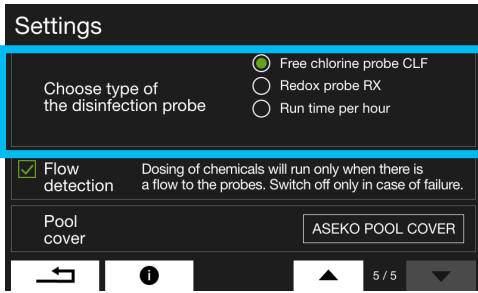 Settings
Choose type of
the disinfection probe
Free chlorine probe CLF
Redox probe RX
Run time per hour
Flow
detection
Dosing of chemicals will run only when there is
a flow to the probes. Switch off only in case of failure.
Pool
cover
ASEKO POOL COVER
i
5 / 5